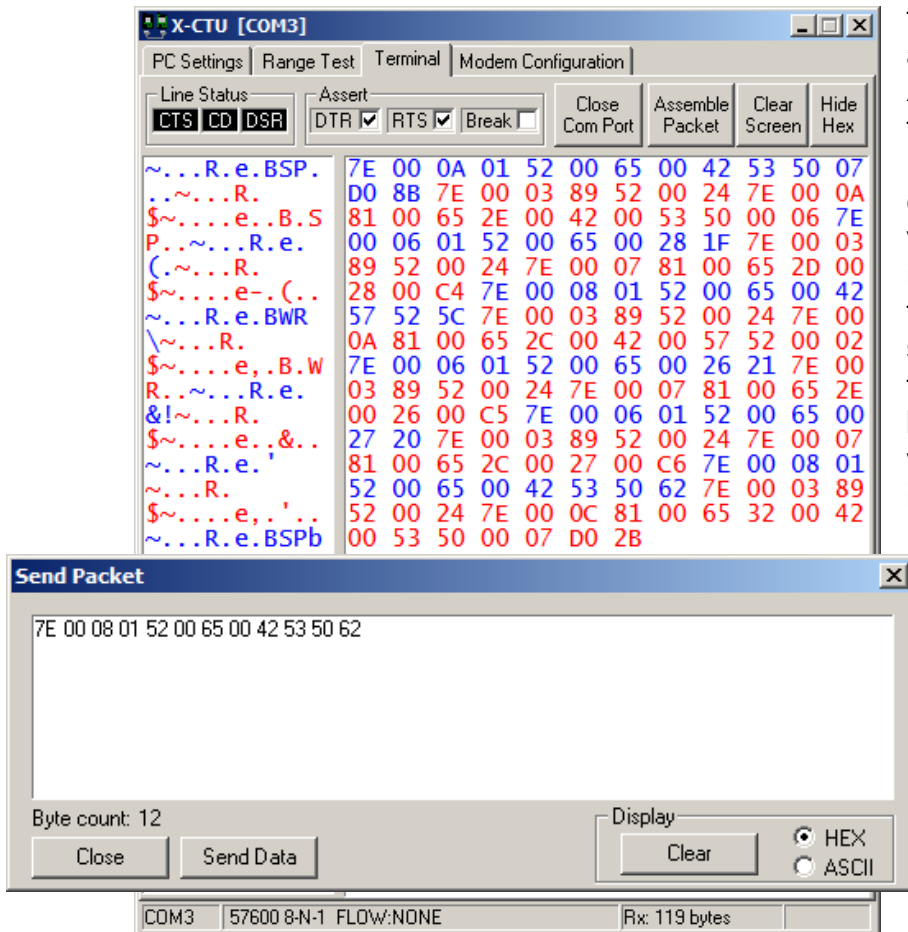 X-CTU [COM3]
PC Settings Range Test Terminal Modem Configuration
Line Status Assert
CTS CD DSR DTR RTS Break
Close Com Port
Assemble Packet
Clear Screen
Hide Hex
~...R.e.BSP. 7E 00 0A 01 52 00 65 00 42 53 50 07
..~...R. D0 8B 7E 00 03 89 52 00 24 7E 00 0A
$~....e..B.S 81 00 65 2E 00 42 00 53 50 00 06 7E
P..~...R.e. 00 06 01 52 00 65 00 28 1F 7E 00 03
(.~...R. 89 52 00 24 7E 00 07 81 00 65 2D 00
$~....e-.(.. 28 00 C4 7E 00 08 01 52 00 65 00 42
~...R.e.BWR 57 52 5C 7E 00 03 89 52 00 24 7E 00
\~...R. 0A 81 00 65 2C 00 42 00 57 52 00 02
$~....e,.B.W 7E 00 06 01 52 00 65 00 26 21 7E 00
R..~...R.e. 03 89 52 00 24 7E 00 07 81 00 65 2E
&!~...R. 00 26 00 C5 7E 00 06 01 52 00 65 00
$~....e..&.. 27 20 7E 00 03 89 52 00 24 7E 00 07
~...R.e.' 81 00 65 2C 00 27 00 C6 7E 00 08 01
~...R. 52 00 65 00 42 53 50 62 7E 00 03 89
$~....e,.'.. 52 00 24 7E 00 0C 81 00 65 32 00 42
~...R.e.BSPb 00 53 50 00 07 D0 2B
Send Packet
7E 00 08 01 52 00 65 00 42 53 50 62
Byte count: 12
Display
Close Send Data Clear HEX
ASCII
COM3 57600 8-N-1 FLOW:NONE Rx: 119 bytes